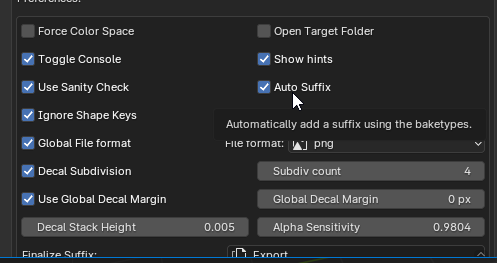 Preferences:
Force Color Space
Open Target Folder
Toggle Console
Show hints
Use Sanity Check
Auto Suffix
Ignore Shape Keys
Automatically add a suffix using the baketypes.
Global File format
File format:
png
Decal Subdivision
Subdiv count 4
Use Global Decal Margin
Global Decal Margin 0 px
Decal Stack Height 0.005
Alpha Sensitivity 0.9804
Finalize Suffix:
Export